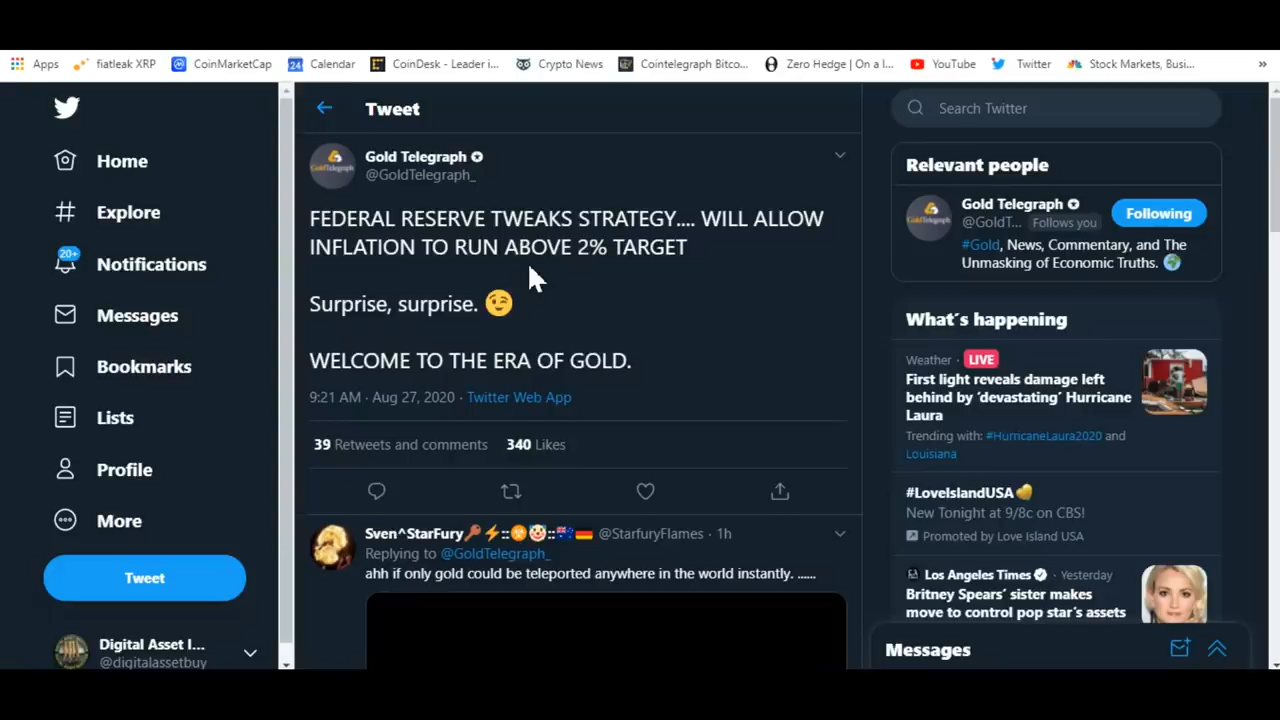 Apps fiatleak XRP CoinMarketCap Calendar CoinDesk - Leader i... Crypto News Cointelegraph Bitco... Zero Hedge | On a l... YouTube Twitter Stock Markets, Busi... »
Home
Explore
20+
Notifications
Messages
Bookmarks
Lists
Profile
More
Tweet
Digital Asset I...
@digitalassetbuy
Tweet
Gold Telegraph
@GoldTelegraph_
FEDERAL RESERVE TWEAKS STRATEGY.... WILL ALLOW
INFLATION TO RUN ABOVE 2% TARGET
Surprise, surprise. 😉
WELCOME TO THE ERA OF GOLD.
9:21 AM · Aug 27, 2020 · Twitter Web App
39 Retweets and comments 340 Likes
Sven^StarFury🔑⚡::🤡::🇦🇺🇩🇪 @StarfuryFlames · 1h
Replying to @GoldTelegraph_
ahh if only gold could be teleported anywhere in the world instantly. ......
Search Twitter
Relevant people
Gold Telegraph
@GoldT... Follows you
Following
#Gold, News, Commentary, and The
Unmasking of Economic Truths. 🌍
What´s happening
Weather · LIVE
First light reveals damage left
behind by ‘devastating’ Hurricane
Laura
Trending with: #HurricaneLaura2020 and
Louisiana
#LoveIslandUSA
New Tonight at 9/8c on CBS!
Promoted by Love Island USA
Los Angeles Times · Yesterday
Britney Spears’ sister makes
move to control pop star’s assets
Messages